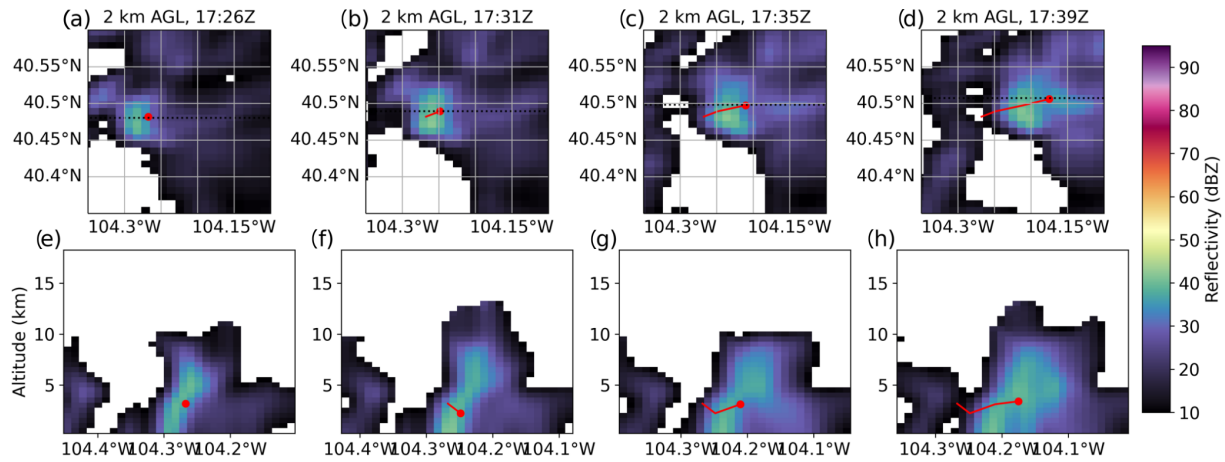 (a) 2 km AGL, 17:26Z
(b) 2 km AGL, 17:31Z
(c) 2 km AGL, 17:35Z
(d) 2 km AGL, 17:39Z
40.55°N
40.5°N
40.45°N
40.4°N
104.3°W 104.15°W
40.55°N
40.5°N
40.45°N
40.4°N
104.3°W 104.15°W
40.55°N
40.5°N
40.45°N
40.4°N
104.3°W 104.15°W
40.55°N
40.5°N
40.45°N
40.4°N
104.3°W 104.15°W
(e)
(f)
(g)
(h)
Altitude (km)
15
10
5
104.4°W 104.3°W 104.2°W 104.1°W
15
10
5
104.3°W 104.2°W 104.1°W
15
10
5
104.3°W 104.2°W 104.1°W
15
10
5
104.3°W 104.2°W 104.1°W
90
80
70
60
50
40
30
20
10
Reflectivity (dBZ)